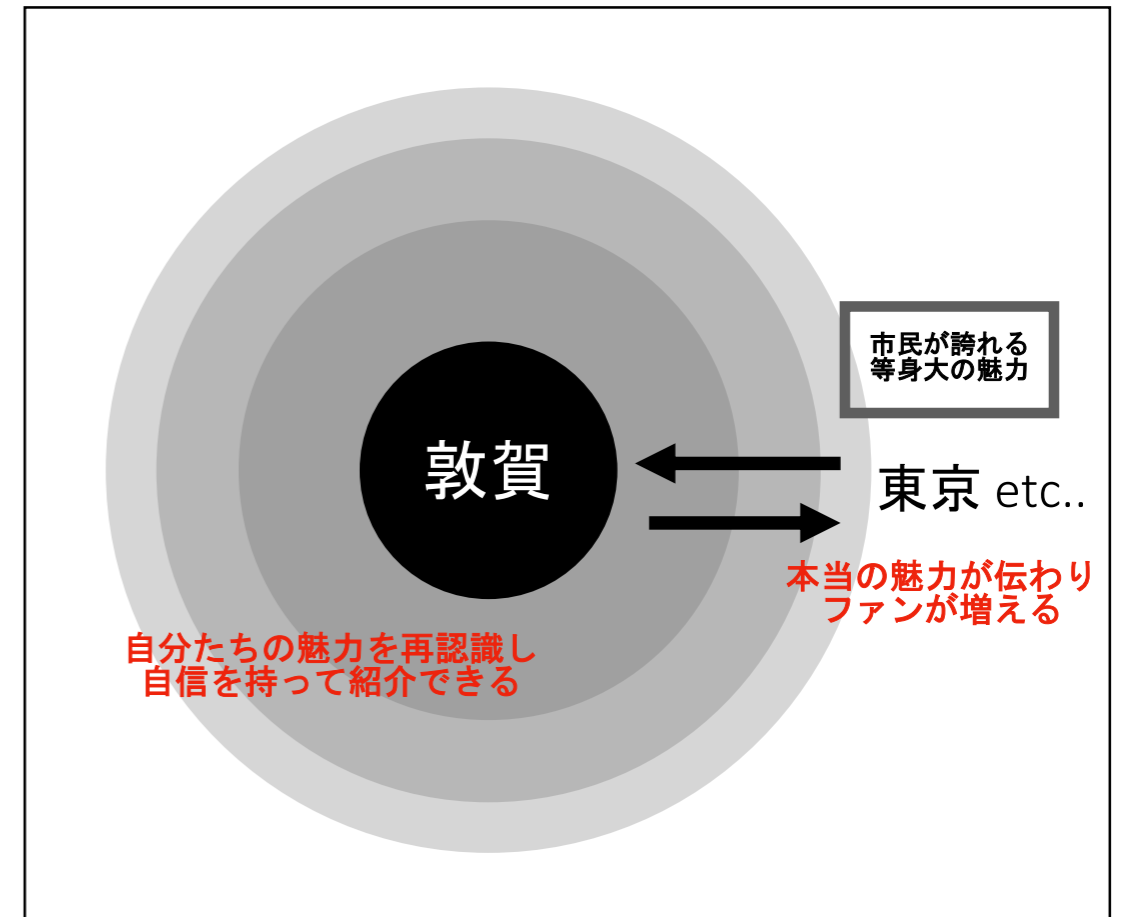 市民が誇れる
等身大の魅力
敦賀
東京 etc..
本当の魅力が伝わり
ファンが増える
自分たちの魅力を再認識し
自信を持って紹介できる